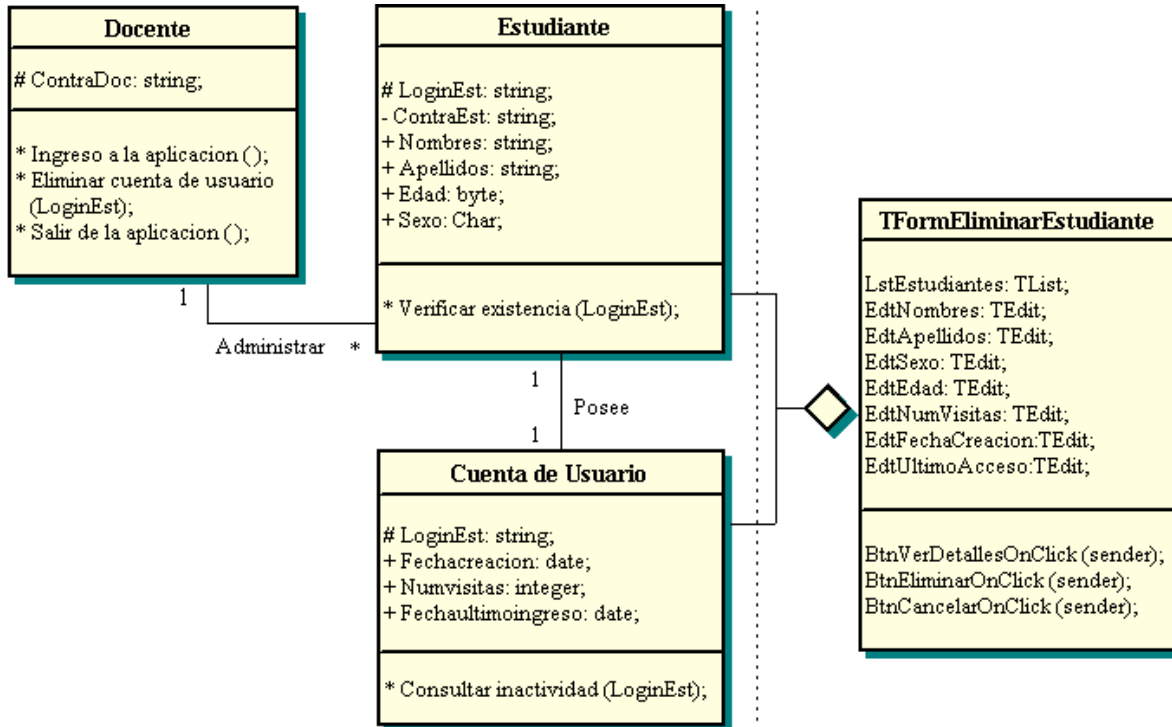 Docente
# ContraDoc: string;
* Ingreso a la aplicacion ();
* Eliminar cuenta de usuario
(LoginEst);
* Salir de la aplicacion ();
1
Administrar *
Estudiante
# LoginEst: string;
- ContraEst: string;
+ Nombres: string;
+ Apellidos: string;
+ Edad: byte;
+ Sexo: Char;
* Verificar existencia (LoginEst);
1
Posee
1
Cuenta de Usuario
# LoginEst: string;
+ Fechacreacion: date;
+ Numvisitas: integer;
+ Fechaultimoingreso: date;
* Consultar inactividad (LoginEst);
TFormEliminarEstudiante
LstEstudiantes: TList;
EdtNombres: TEdit;
EdtApellidos: TEdit;
EdtSexo: TEdit;
EdtEdad: TEdit;
EdtNumVisitas: TEdit;
EdtFechaCreacion:TEdit;
EdtUltimoAcceso:TEdit;
BtnVerDetallesOnClick (sender);
BtnEliminarOnClick (sender);
BtnCancelarOnClick (sender);